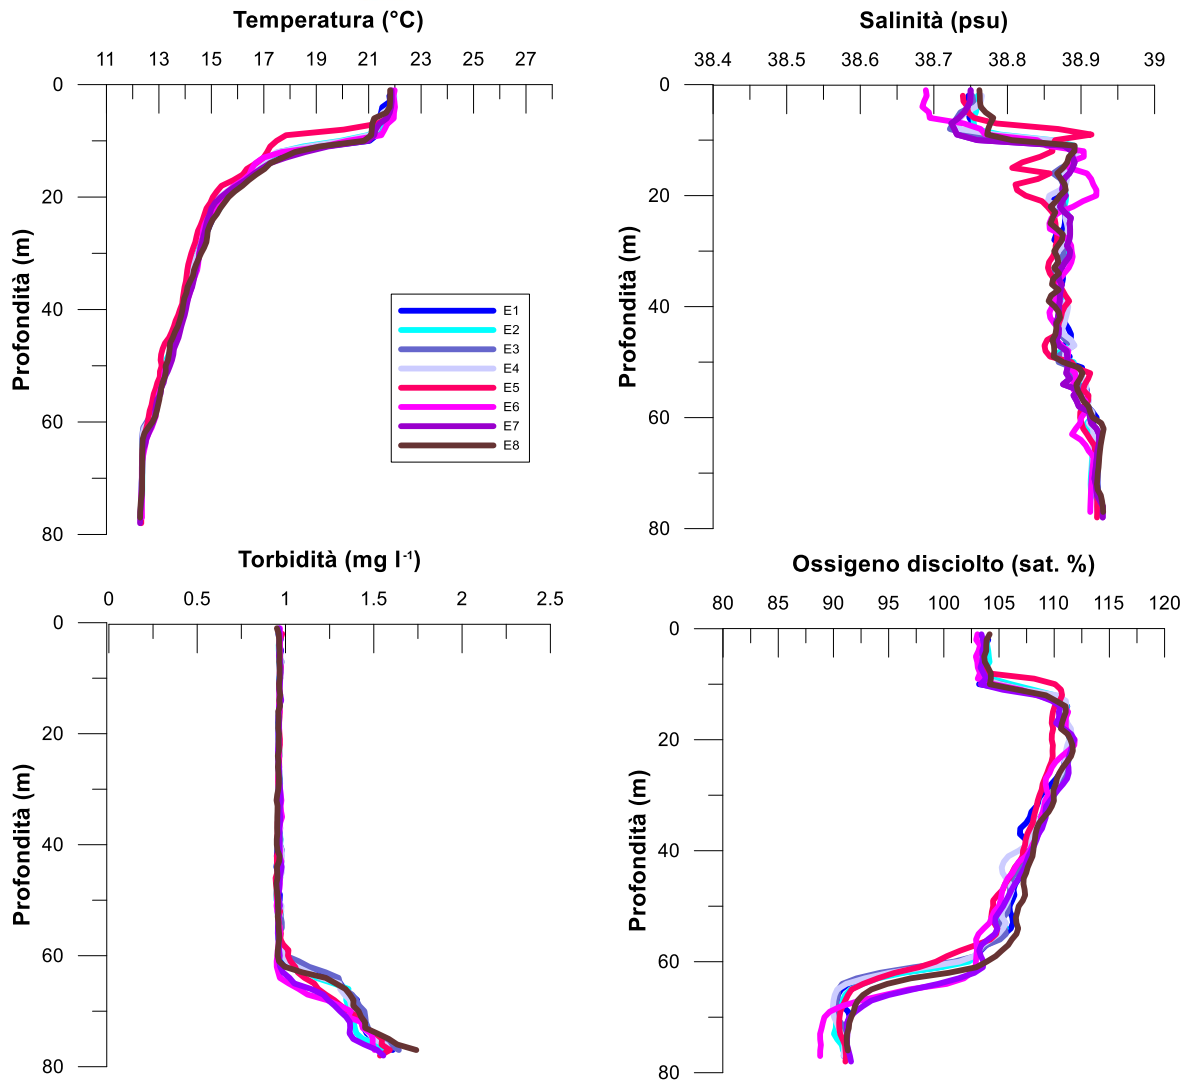 Temperatura (°C)
11 13 15 17 19 21 23 25 27
0
20
40
60
80
Profondità (m)
E1
E2
E3
E4
E5
E6
E7
E8
Salinità (psu)
38.4 38.5 38.6 38.7 38.8 38.9 39
0
20
40
60
80
Profondità (m)
Torbidità (mg l⁻¹)
0 0.5 1 1.5 2 2.5
0
20
40
60
80
Profondità (m)
Ossigeno disciolto (sat. %)
80 85 90 95 100 105 110 115 120
0
20
40
60
80
Profondità (m)